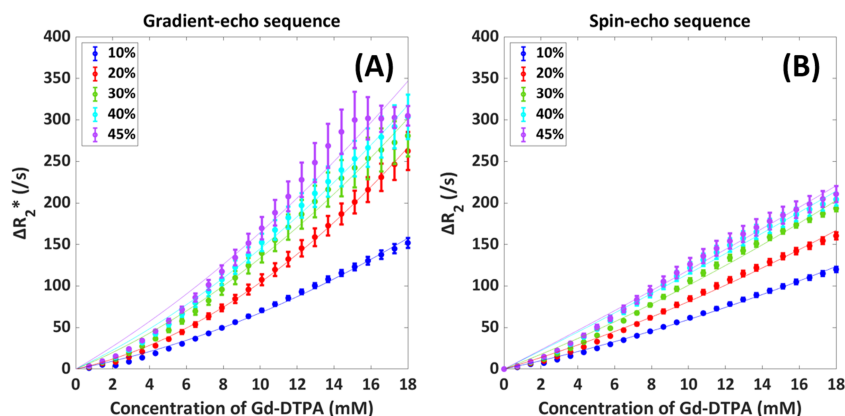 Gradient-echo sequence
400
350
300
250
200
150
100
50
0
ΔR2* (/s)
10%
20%
30%
40%
45%
(A)
0 2 4 6 8 10 12 14 16 18
Concentration of Gd-DTPA (mM)
Spin-echo sequence
400
350
300
250
200
150
100
50
0
ΔR2 (/s)
10%
20%
30%
40%
45%
(B)
0 2 4 6 8 10 12 14 16 18
Concentration of Gd-DTPA (mM)